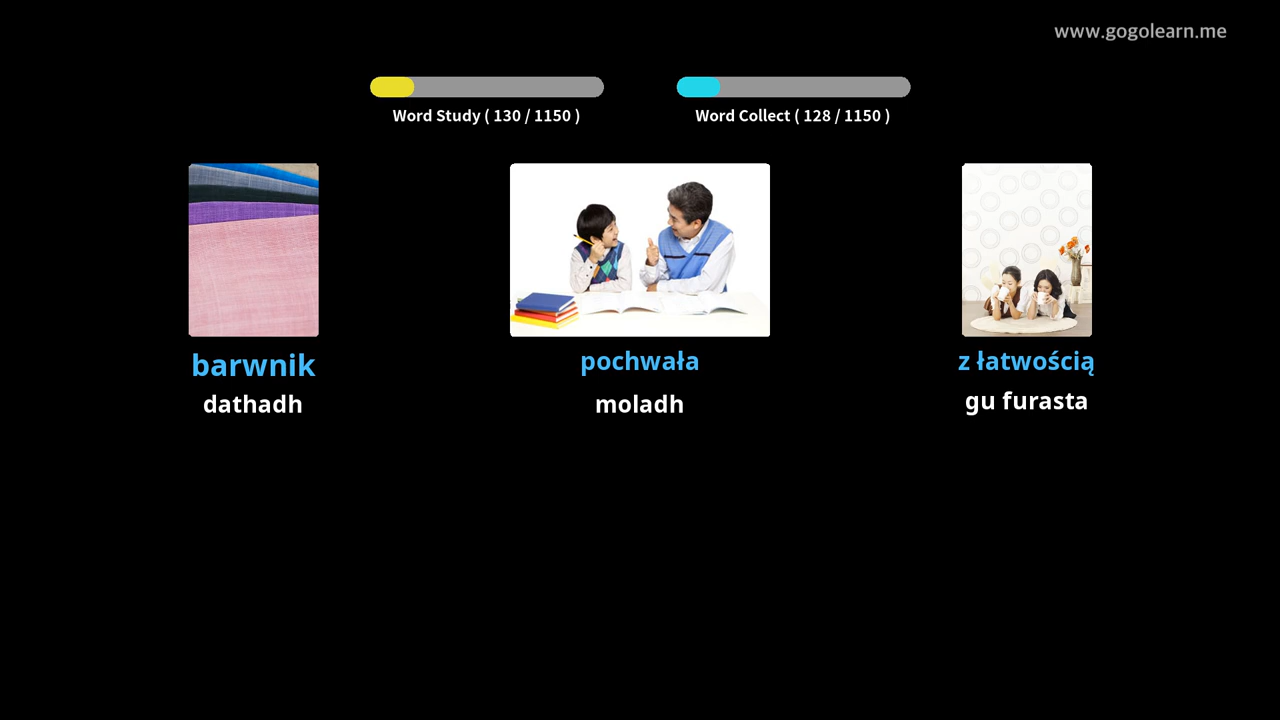 www.gogolearn.me
Word Study ( 130 / 1150 )
Word Collect ( 128 / 1150 )
barwnik
dathadh
pochwała
moladh
z łatwością
gu furasta